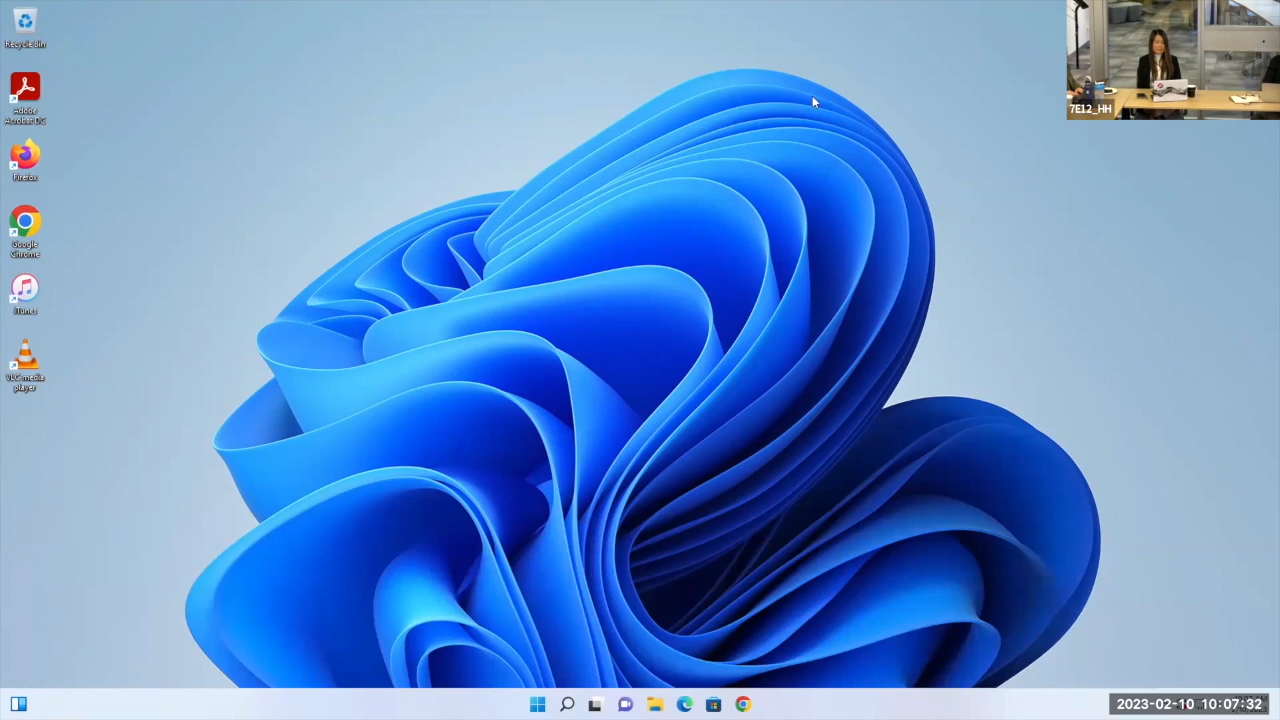 Recycle Bin
Adobe
Acrobat DC
Firefox
Google
Chrome
iTunes
VLC media
player
7E12_HH
2023-02-10 10:07:32